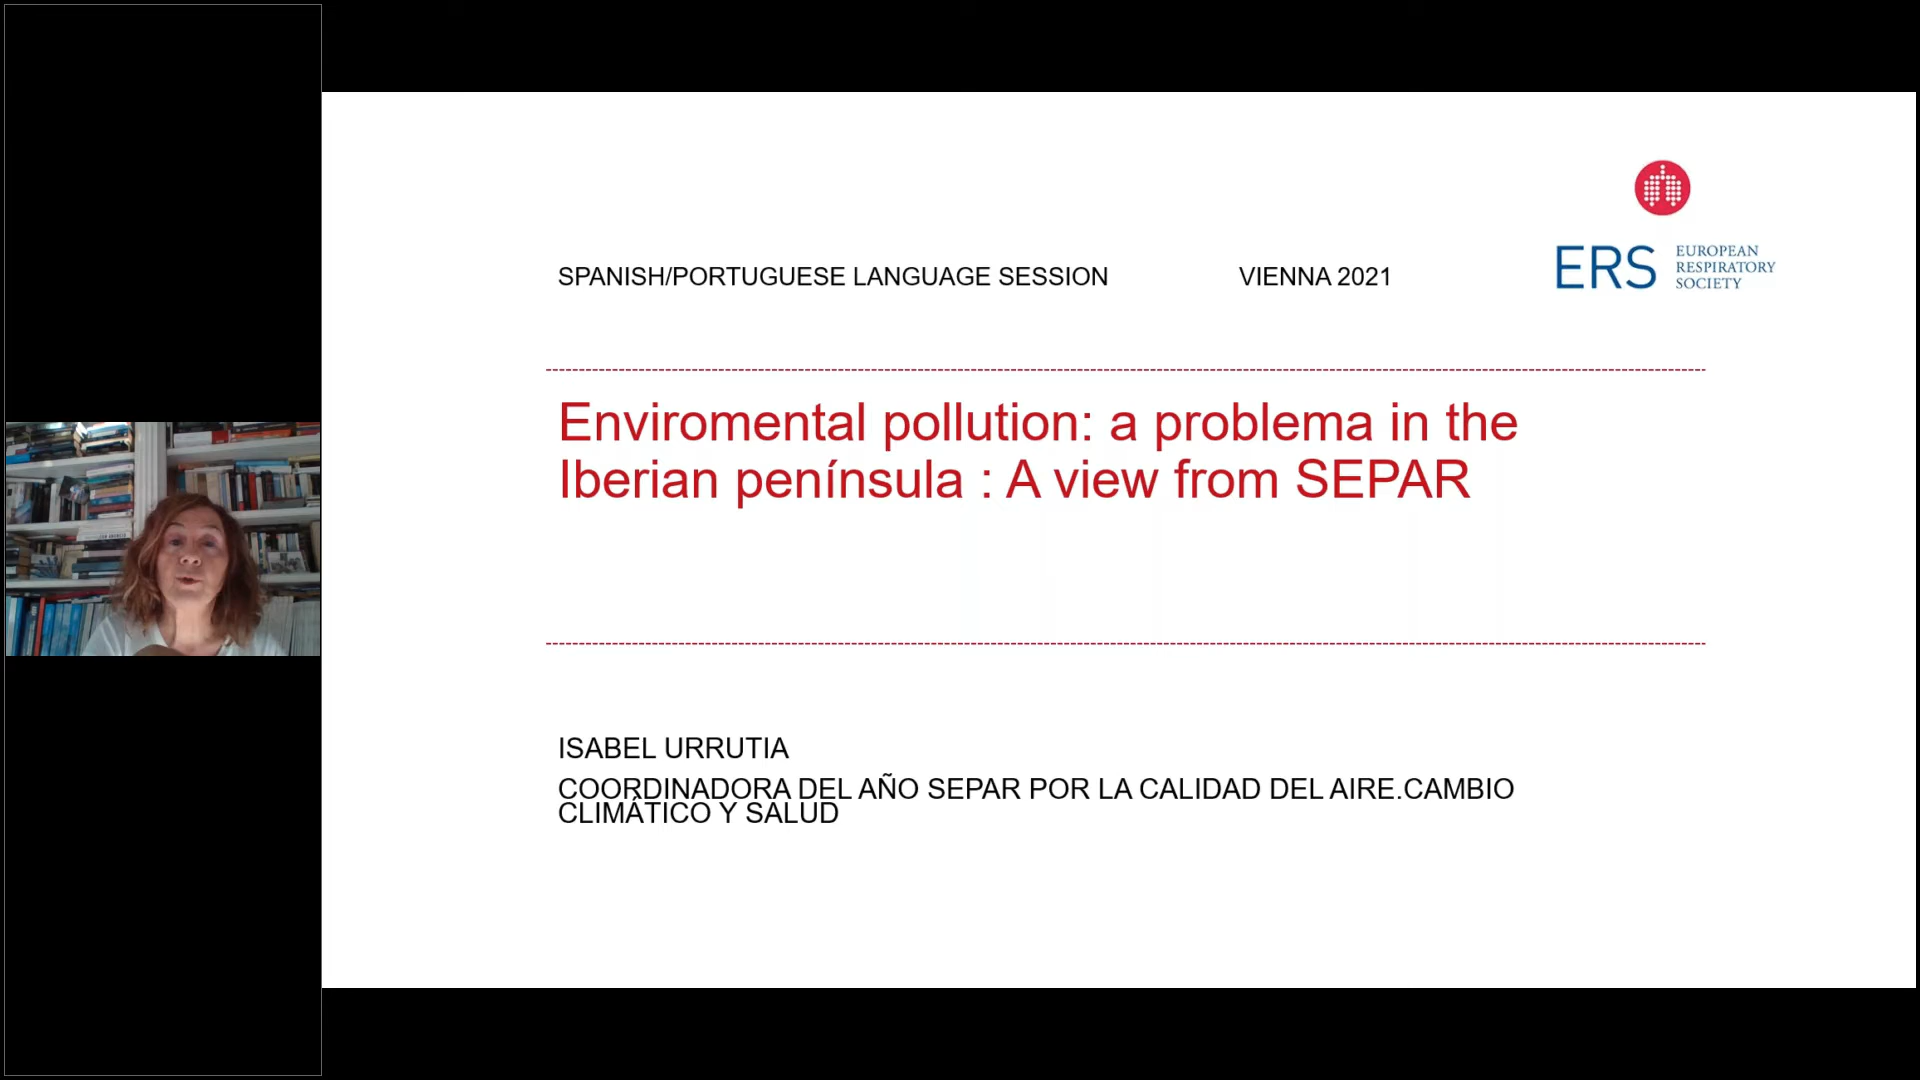 SPANISH/PORTUGUESE LANGUAGE SESSION VIENNA 2021
ERS EUROPEAN
RESPIRATORY
SOCIETY
Enviromental pollution: a problema in the
Iberian península : A view from SEPAR
ISABEL URRUTIA
COORDINADORA DEL AÑO SEPAR POR LA CALIDAD DEL AIRE.CAMBIO
CLIMÁTICO Y SALUD